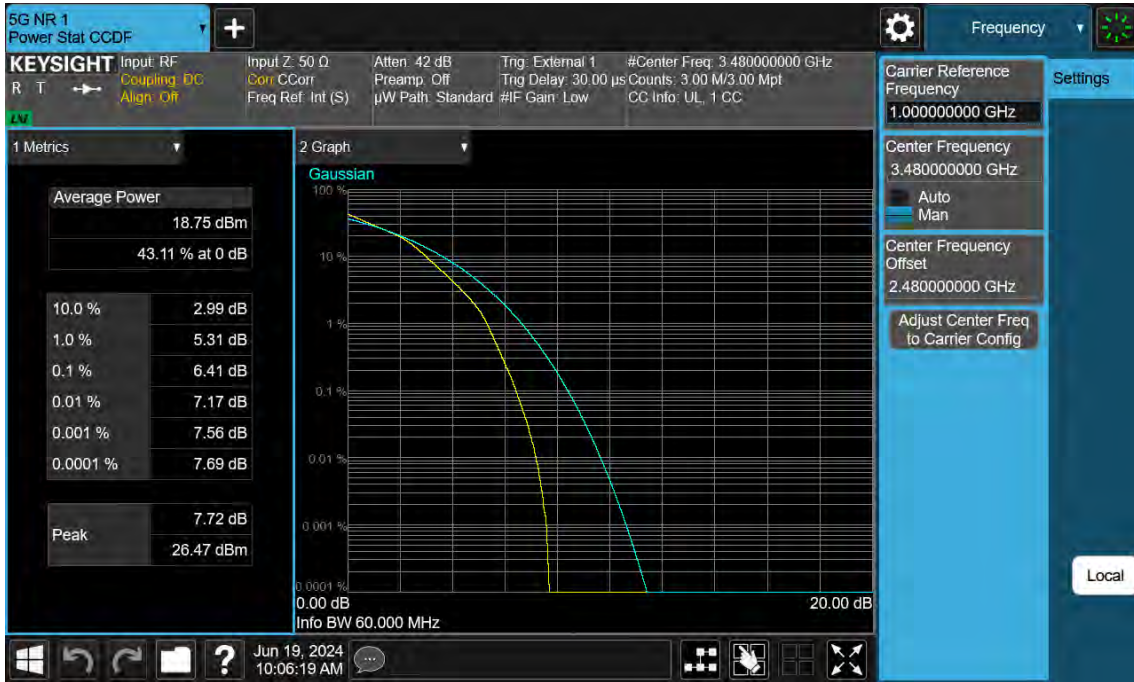 5G NR 1
Power Stat CCDF
+
Frequency
KEYSIGHT
R T
LNI
Input: RF
Coupling: DC
Align: Off
Input Z: 50 Ω
Corr CCorr
Freq Ref: Int (S)
Atten: 42 dB
Preamp: Off
µW Path: Standard
Trig: External 1
Trig Delay: 30.00 µs
#IF Gain: Low
#Center Freq: 3.480000000 GHz
Counts: 3.00 M/3.00 Mpt
CC Info: UL, 1 CC
1 Metrics
Average Power
18.75 dBm
43.11 % at 0 dB
10.0 % 2.99 dB
1.0 % 5.31 dB
0.1 % 6.41 dB
0.01 % 7.17 dB
0.001 % 7.56 dB
0.0001 % 7.69 dB
Peak
7.72 dB
26.47 dBm
2 Graph
Gaussian
100 %
10 %
1 %
0.1 %
0.01 %
0.001 %
0.0001 %
0.00 dB 20.00 dB
Info BW 60.000 MHz
Carrier Reference
Frequency
1.000000000 GHz
Center Frequency
3.480000000 GHz
Auto
Man
Center Frequency
Offset
2.480000000 GHz
Adjust Center Freq
to Carrier Config
Settings
Local
?
Jun 19, 2024
10:06:19 AM